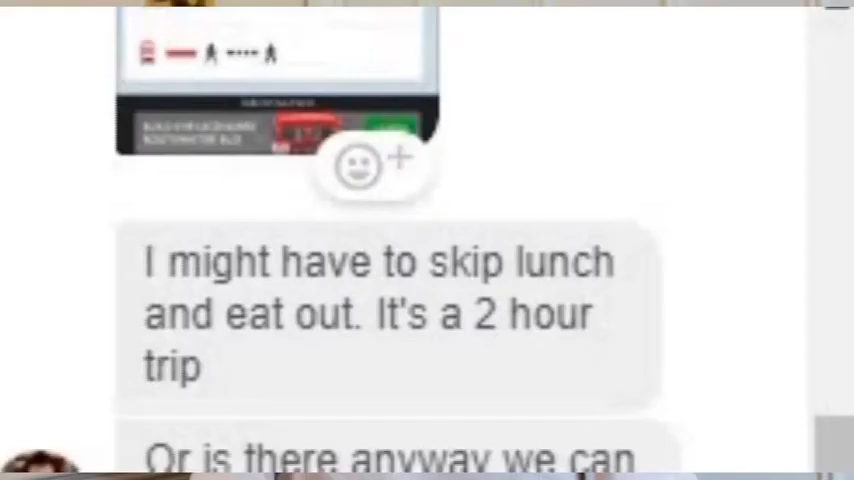 I might have to skip lunch
and eat out. It's a 2 hour
trip
Or is there anyway we can